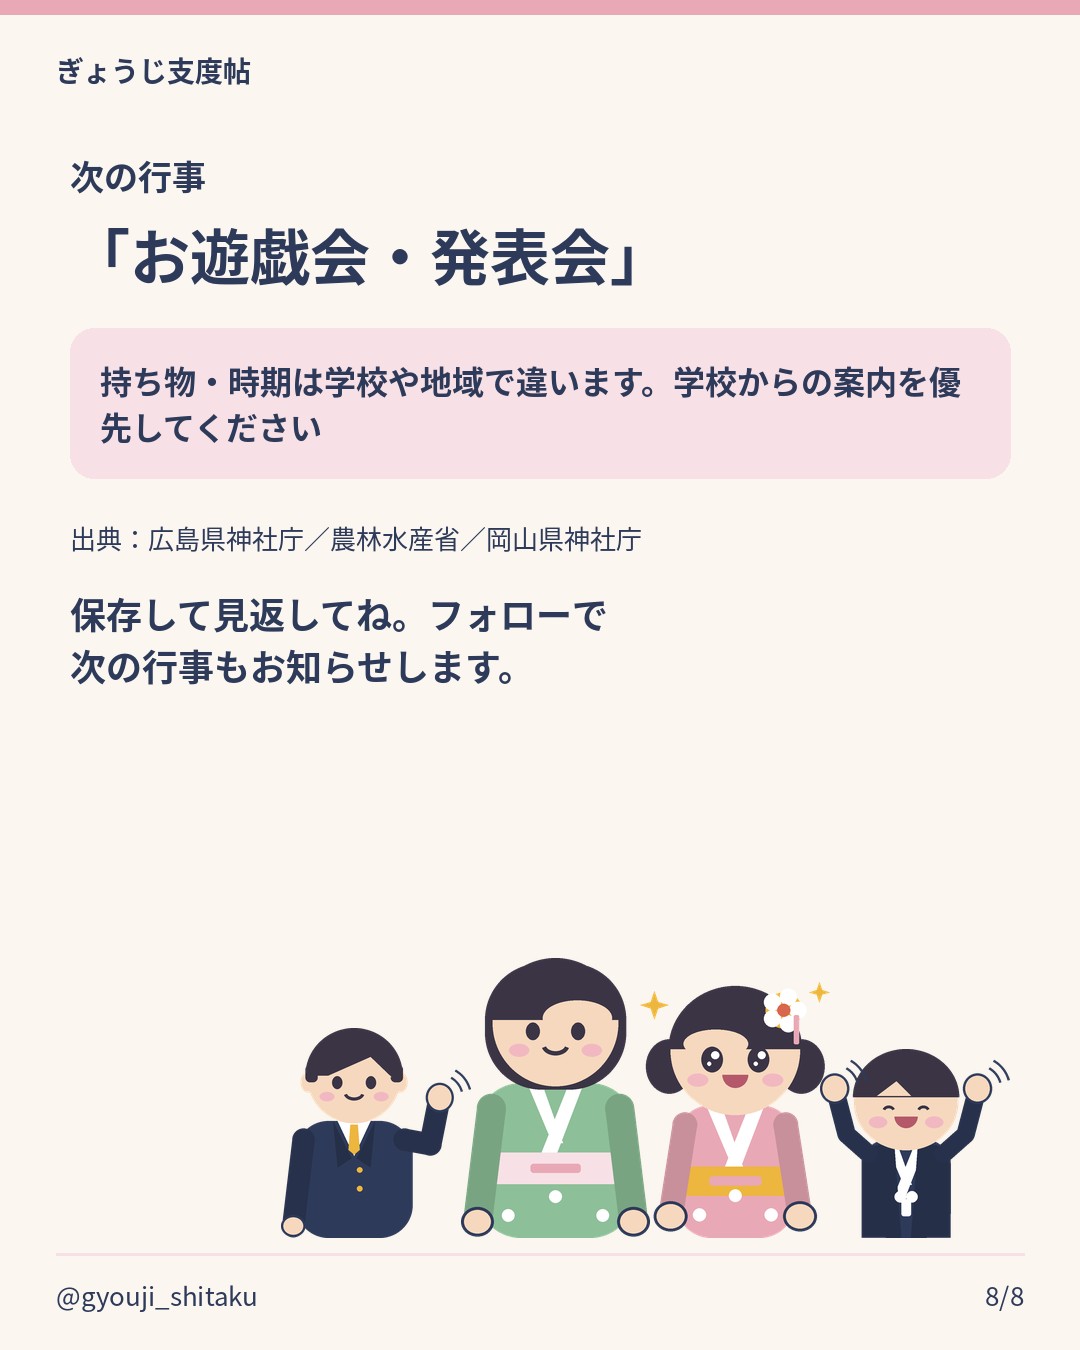 ぎょうじ支度帖
次の行事
「お遊戯会・発表会」
持ち物・時期は学校や地域で違います。学校からの案内を優
先してください
出典：広島県神社庁／農林水産省／岡山県神社庁
保存して見返してね。フォローで
次の行事もお知らせします。
@gyouji_shitaku
8/8